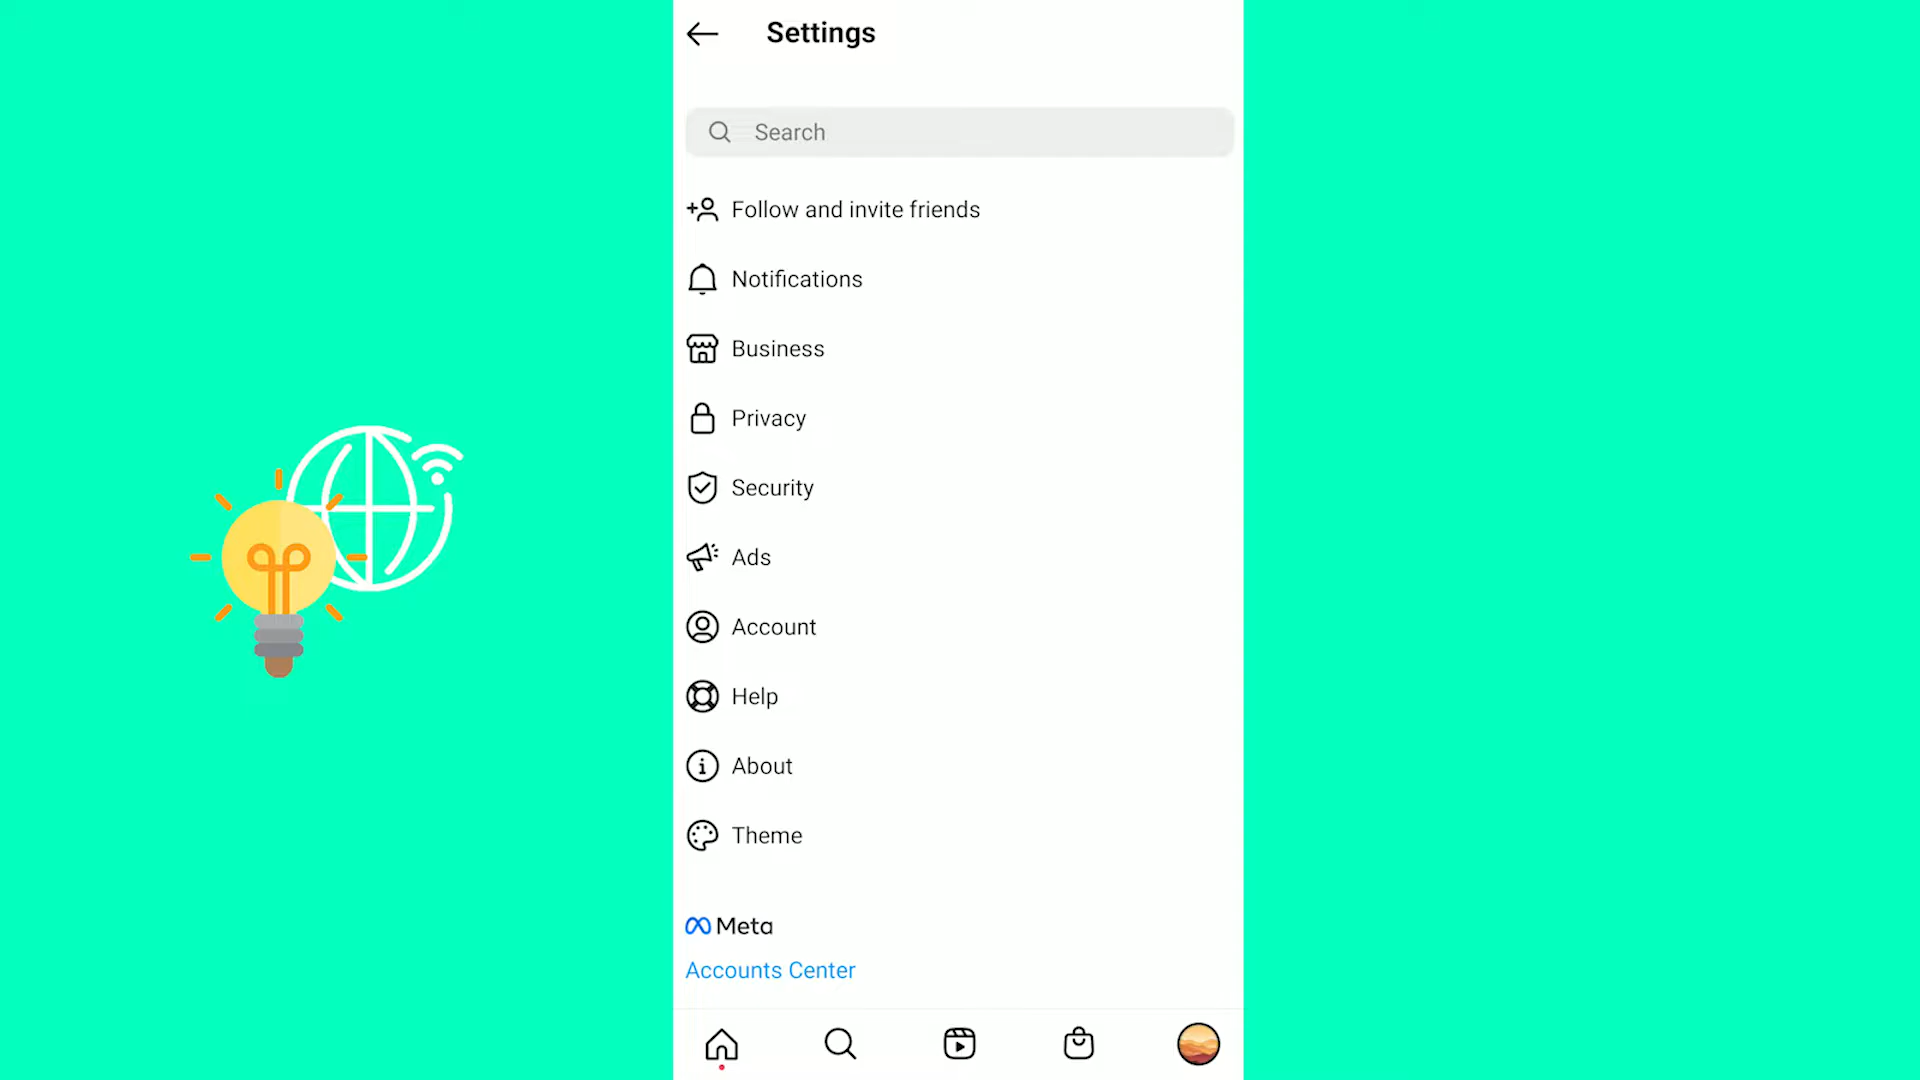 Settings
Search
Follow and invite friends
Notifications
Business
Privacy
Security
Ads
Account
Help
About
Theme
Meta
Accounts Center